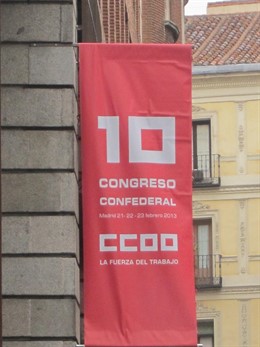 10
CONGRESO
CONFEDERAL
Madrid 21 - 22 - 23 febrero 2013
CCOO
LA FUERZA DEL TRABAJO